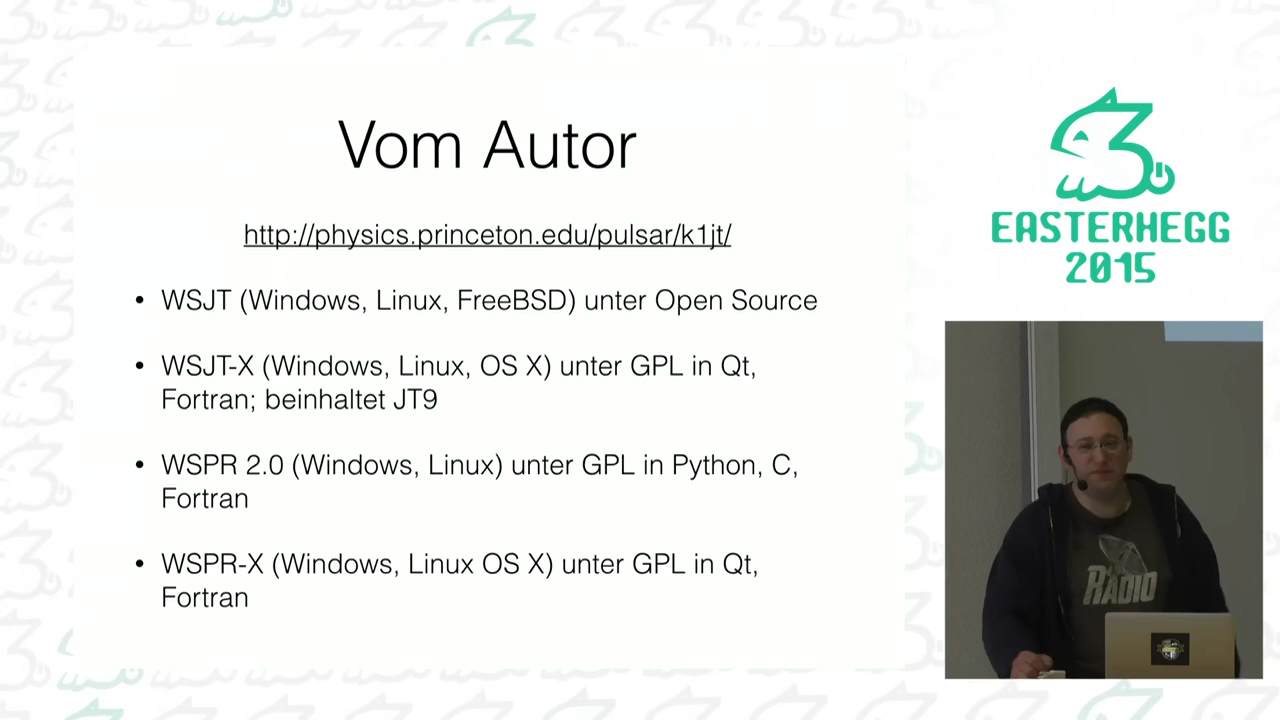 Vom Autor
http://physics.princeton.edu/pulsar/k1jt/
• WSJT (Windows, Linux, FreeBSD) unter Open Source
• WSJT-X (Windows, Linux, OS X) unter GPL in Qt,
Fortran; beinhaltet JT9
• WSPR 2.0 (Windows, Linux) unter GPL in Python, C,
Fortran
• WSPR-X (Windows, Linux OS X) unter GPL in Qt,
Fortran
EASTERHEGG
2015
RADIO